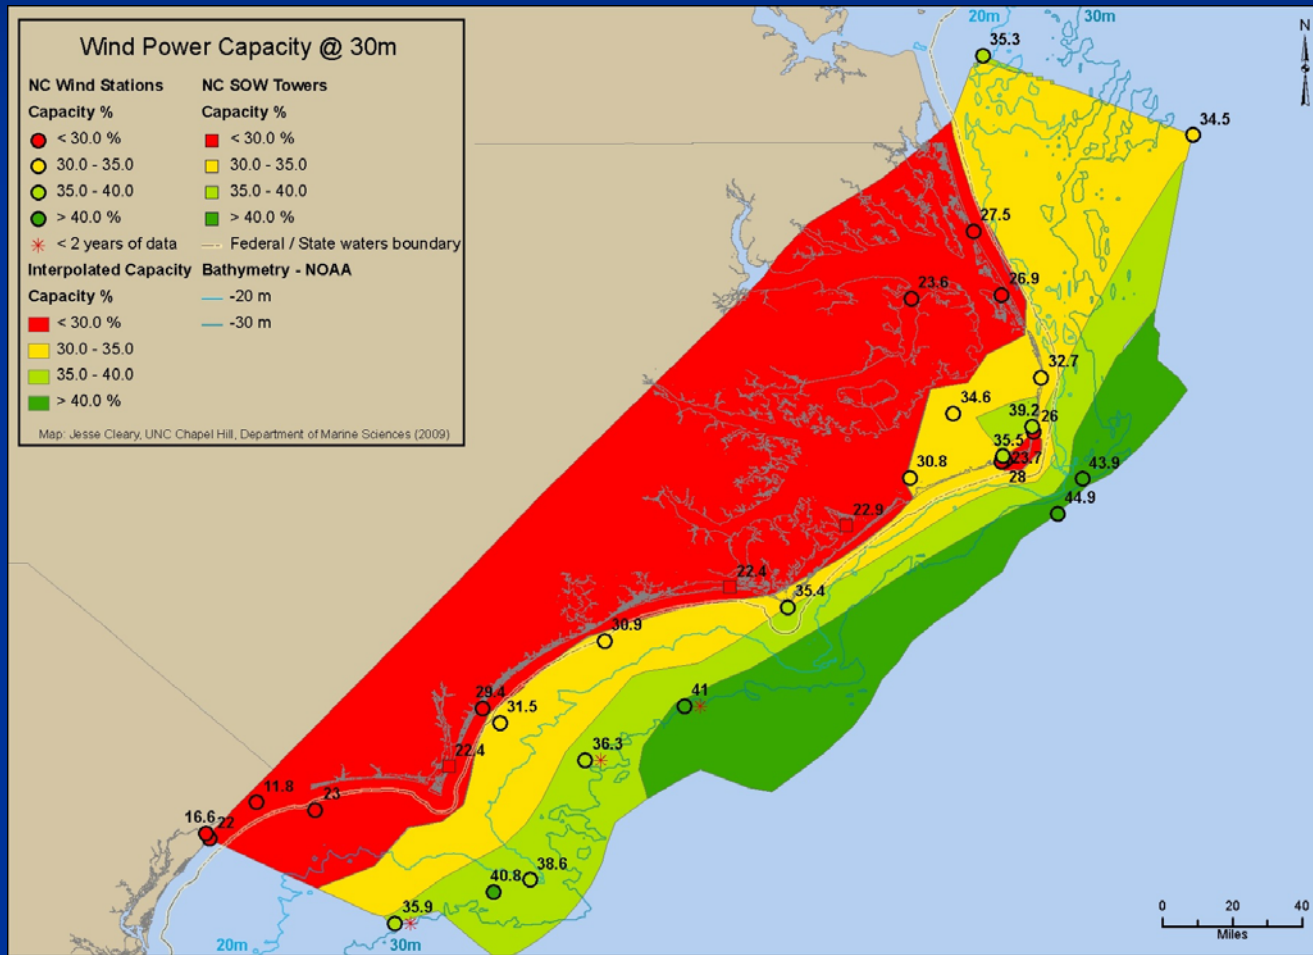 Wind Power Capacity @ 30m
NC Wind Stations
Capacity %
< 30.0 %
30.0 - 35.0
35.0 - 40.0
> 40.0 %
< 2 years of data
Interpolated Capacity
Capacity %
< 30.0 %
30.0 - 35.0
35.0 - 40.0
> 40.0 %
NC SOW Towers
Capacity %
< 30.0 %
30.0 - 35.0
35.0 - 40.0
> 40.0 %
Federal / State waters boundary
Bathymetry - NOAA
-20 m
-30 m
Map: Jesse Cleary, UNC Chapel Hill, Department of Marine Sciences (2009)
20m
30m
N
35.3
34.5
27.5
23.6
26.9
32.7
34.6
39.2
26
35.5
23.7
28
30.8
43.9
44.9
22.9
22.4
35.4
30.9
41
29.4
31.5
36.3
22.4
11.8
23
16.6
22
38.6
40.8
35.9
20m
30m
0 20 40
Miles